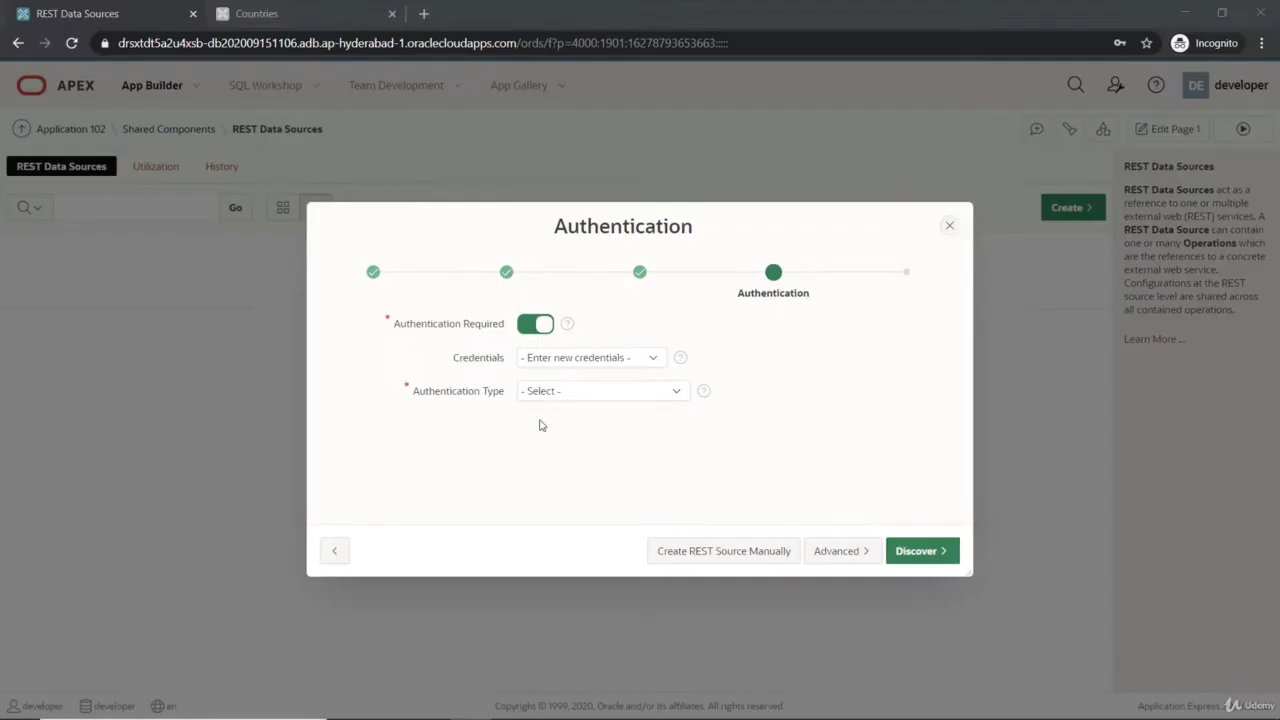 REST Data Sources
Countries
drsxtdt5a2u4xsb-db202009151106.adb.ap-hyderabad-1.oraclecloudapps.com/ords/f?p=4000:1901:16278793653663:::::
Incognito
APEX
App Builder
SQL Workshop
Team Development
App Gallery
DE
developer
Application 102 \ Shared Components \ REST Data Sources
Edit Page 1
REST Data Sources
Utilization
History
Go
Create
REST Data Sources
REST Data Sources act as a
reference to one or multiple
external web (REST) services. A
REST Data Source can contain
one or many Operations which
are the references to a concrete
external web service.
Configurations at the REST
source level are shared across
all contained operations.
Learn More ...
Authentication
Authentication
* Authentication Required
Credentials
- Enter new credentials -
* Authentication Type
- Select -
Create REST Source Manually
Advanced
Discover
developer
developer
en
Copyright © 1999, 2020, Oracle and/or its affiliates. All rights reserved.
Application Express
Udemy